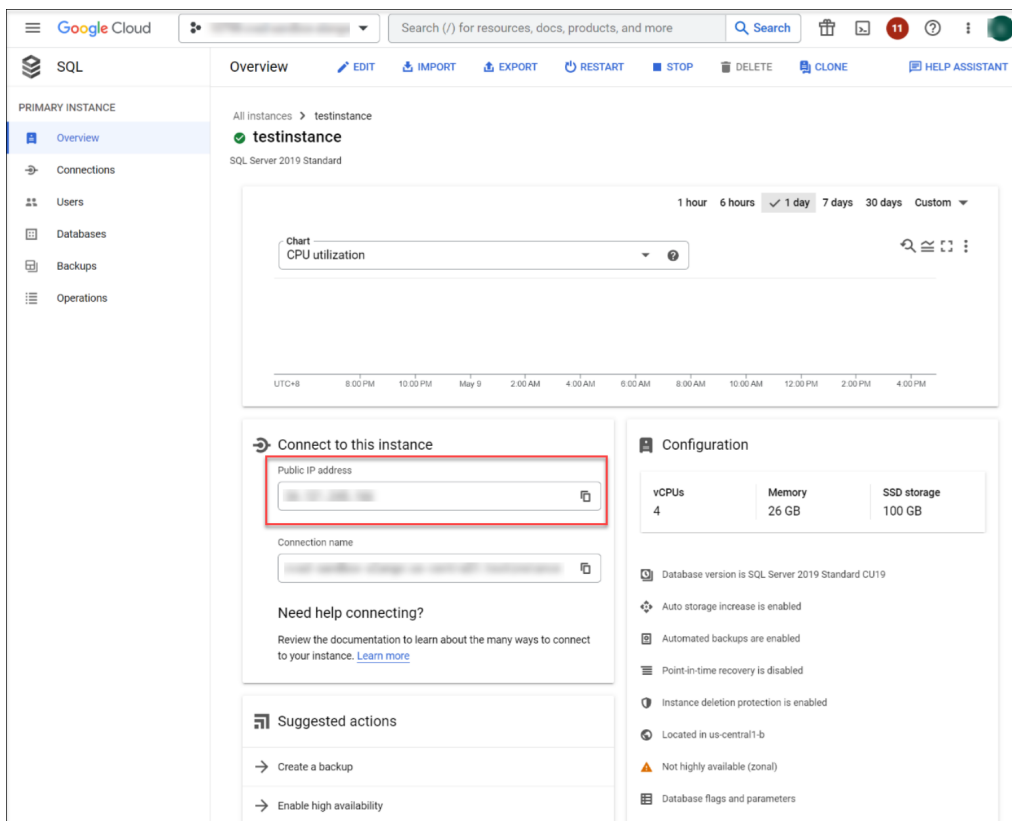 Google Cloud
Search (/) for resources, docs, products, and more
Search
11
SQL
Overview
EDIT
IMPORT
EXPORT
RESTART
STOP
DELETE
CLONE
HELP ASSISTANT
PRIMARY INSTANCE
Overview
Connections
Users
Databases
Backups
Operations
All instances > testinstance
testinstance
SQL Server 2019 Standard
1 hour 6 hours 1 day 7 days 30 days Custom
Chart
CPU utilization
UTC+8 8:00 PM 10:00 PM May 9 2:00 AM 4:00 AM 6:00 AM 8:00 AM 10:00 AM 12:00 PM 2:00 PM 4:00 PM
Connect to this instance
Public IP address
Connection name
Need help connecting?
Review the documentation to learn about the many ways to connect
to your instance. Learn more
Suggested actions
Create a backup
Enable high availability
Configuration
vCPUs Memory SSD storage
4 26 GB 100 GB
Database version is SQL Server 2019 Standard CU19
Auto storage increase is enabled
Automated backups are enabled
Point-in-time recovery is disabled
Instance deletion protection is enabled
Located in us-central1-b
Not highly available (zonal)
Database flags and parameters